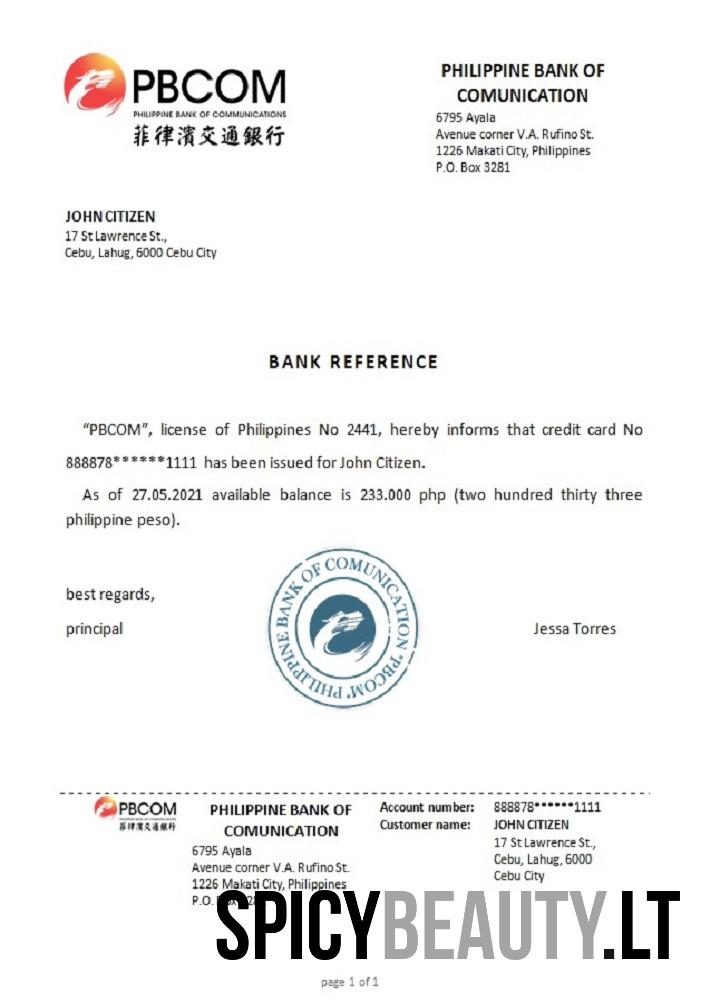 PBCOM
PHILIPPINE BANK OF COMMUNICATIONS
菲律濱交通銀行
PHILIPPINE BANK OF
COMUNICATION
6795 Ayala
Avenue corner V.A. Rufino St.
1226 Makati City, Philippines
P.O. Box 3281
JOHN CITIZEN
17 St Lawrence St.,
Cebu, Lahug, 6000 Cebu City
BANK REFERENCE
“PBCOM”, license of Philippines No 2441, hereby informs that credit card No
888878******1111 has been issued for John Citizen.
As of 27.05.2021 available balance is 233.000 php (two hundred thirty three
philippine peso).
best regards,
principal
PHILIPPINE BANK OF COMUNICATION "PBCOM"
Jessa Torres
PBCOM
菲律濱交通銀行
PHILIPPINE BANK OF
COMUNICATION
6795 Ayala
Avenue corner V.A. Rufino St.
1226 Makati City, Philippines
P.O.
Account number: 888878******1111
Customer name: JOHN CITIZEN
17 St Lawrence St.,
Cebu, Lahug, 6000
Cebu City
SPICYBEAUTY.LT
page 1 of 1